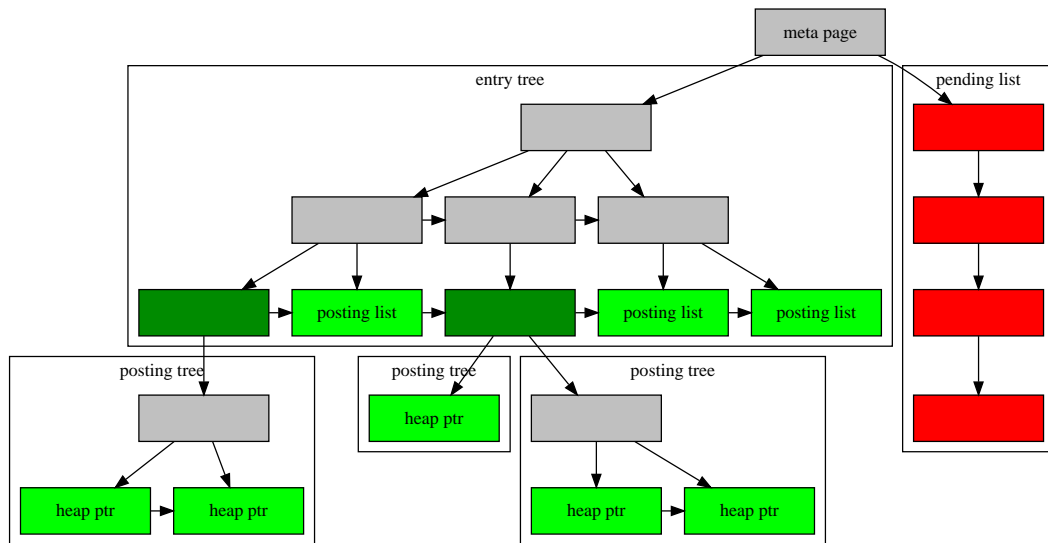 meta page
entry tree
pending list
posting list
posting list
posting list
posting tree
posting tree
posting tree
heap ptr
heap ptr
heap ptr
heap ptr
heap ptr